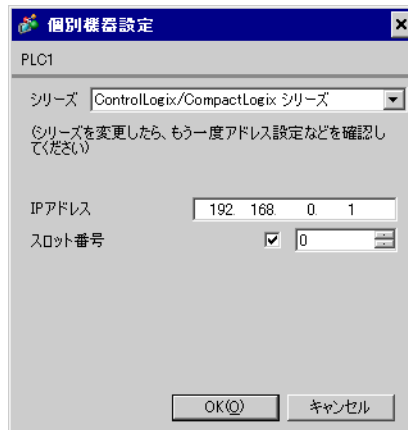 個別機器設定
PLC1
シリーズ ControlLogix/CompactLogix シリーズ
(シリーズを変更したら、もう一度アドレス設定などを確認し
てください)
IPアドレス 192. 168. 0. 1
スロット番号 0
OK(O) キャンセル